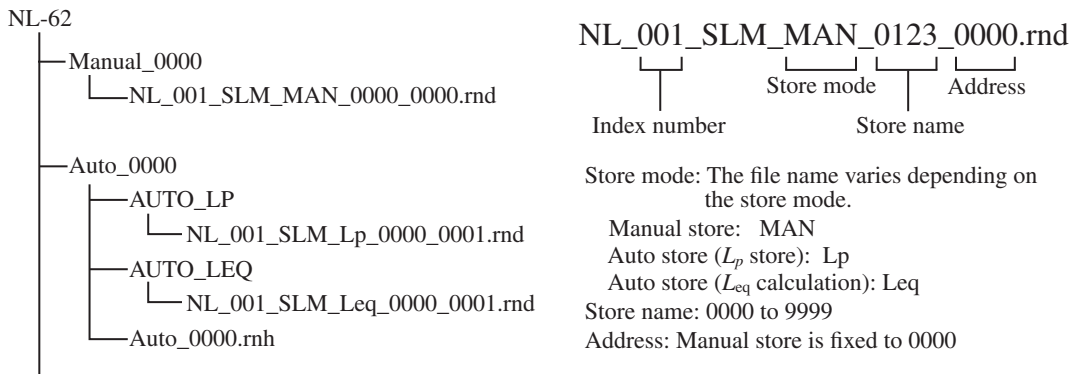 NL-62
Manual_0000
NL_001_SLM_MAN_0000_0000.rnd
Auto_0000
AUTO_LP
NL_001_SLM_Lp_0000_0001.rnd
AUTO_LEQ
NL_001_SLM_Leq_0000_0001.rnd
Auto_0000.rnh
NL_001_SLM_MAN_0123_0000.rnd
Store mode Address
Index number Store name
Store mode: The file name varies depending on
the store mode.
Manual store: MAN
Auto store (Lp store): Lp
Auto store (Leq calculation): Leq
Store name: 0000 to 9999
Address: Manual store is fixed to 0000